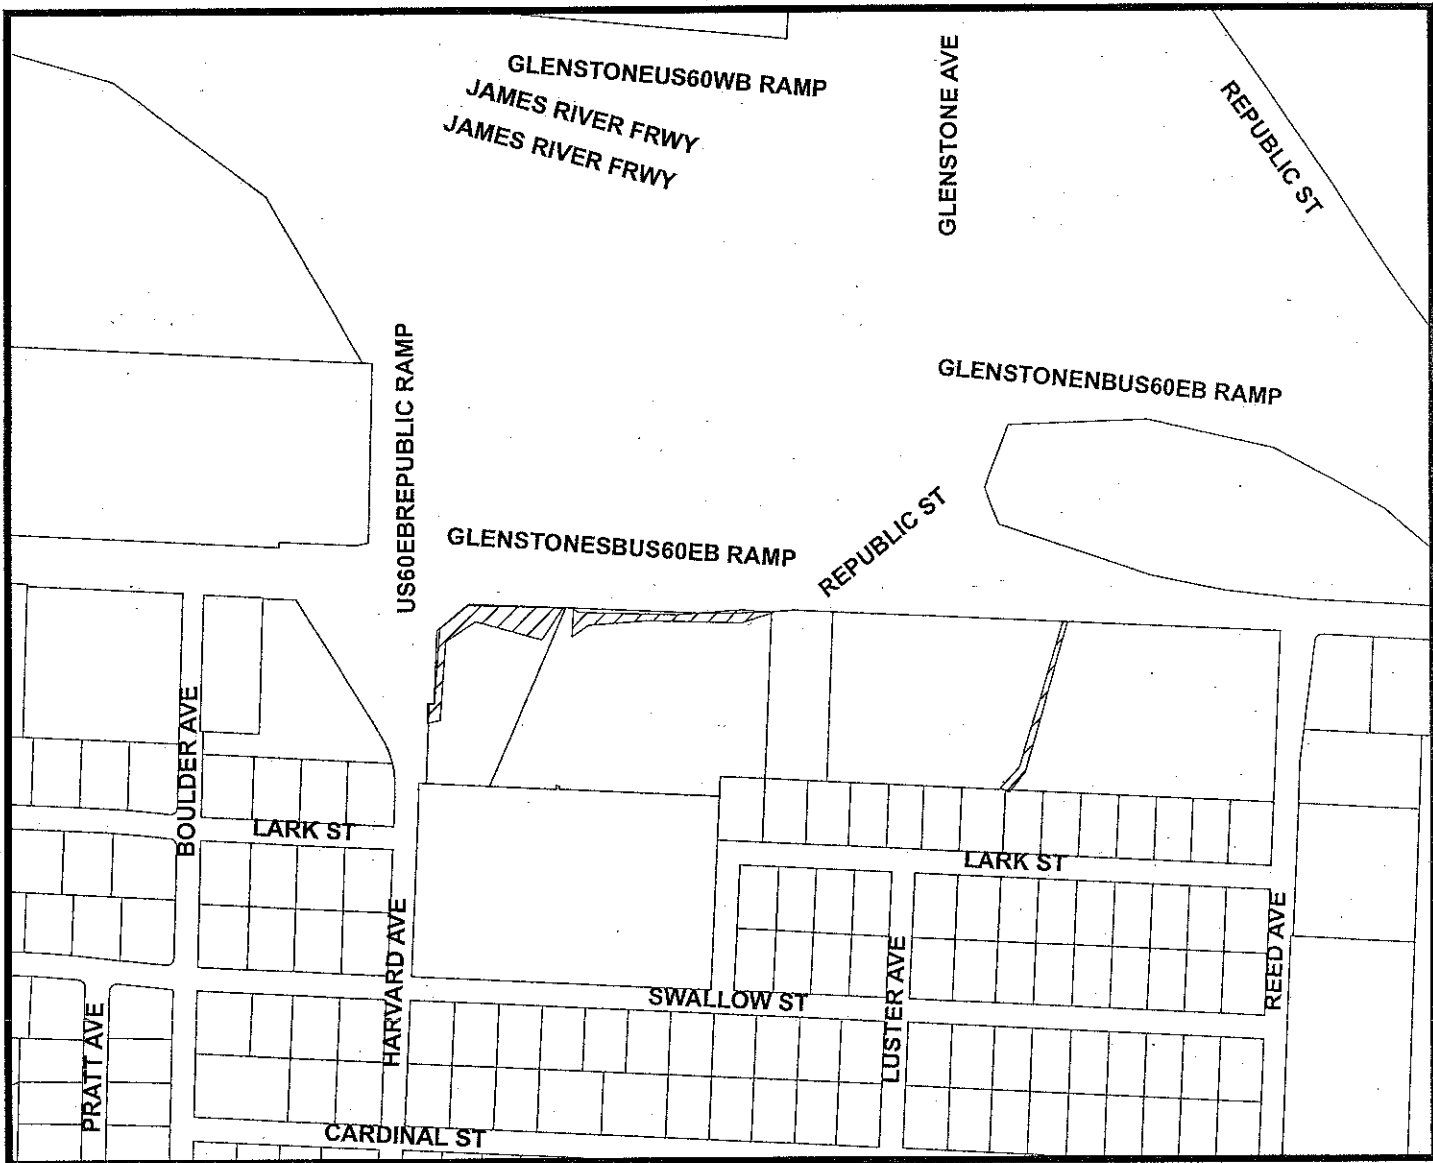 GLENSTONEUS60WB RAMP
JAMES RIVER FRWY
JAMES RIVER FRWY
GLENSTONE AVE
REPUBLIC ST
US60EBREPUBLIC RAMP
GLENSTONENBUS60EB RAMP
GLENSTONESBUS60EB RAMP
REPUBLIC ST
BOULDER AVE
LARK ST
LARK ST
HARVARD AVE
REED AVE
LUSTER AVE
SWALLOW ST
PRATT AVE
CARDINAL ST